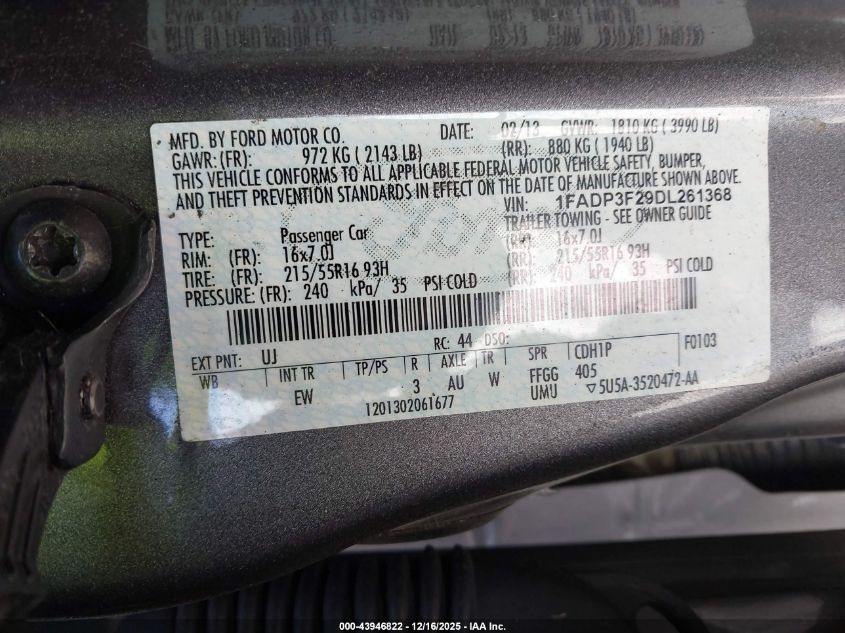 MFD. BY FORD MOTOR CO. DATE: 02/13 GVWR: 1810 KG ( 3990 LB)
GAWR: (FR): 972 KG ( 2143 LB) (RR): 880 KG ( 1940 LB)
THIS VEHICLE CONFORMS TO ALL APPLICABLE FEDERAL MOTOR VEHICLE SAFETY, BUMPER,
AND THEFT PREVENTION STANDARDS IN EFFECT ON THE DATE OF MANUFACTURE SHOWN ABOVE.
VIN: 1FADP3F29DL261368
TRAILER TOWING - SEE OWNER GUIDE
TYPE: Passenger Car
RIM: (FR): 16x7.0J (RR): 16x7.0J
TIRE: (FR): 215/55R16 93H (RR): 215/55R16 93H
PRESSURE: (FR): 240 kPa/ 35 PSI COLD (RR): 240 kPa/ 35 PSI COLD
EXT PNT: UJ RC: 44 DSO: F0103
WB INT TR TP/PS R AXLE TR SPR CDH1P
EW 3 AU W FFGG 405
UMU ▽5U5A-3520472-AA
1201302061677
000-43946822 - 12/16/2025 - IAA Inc.